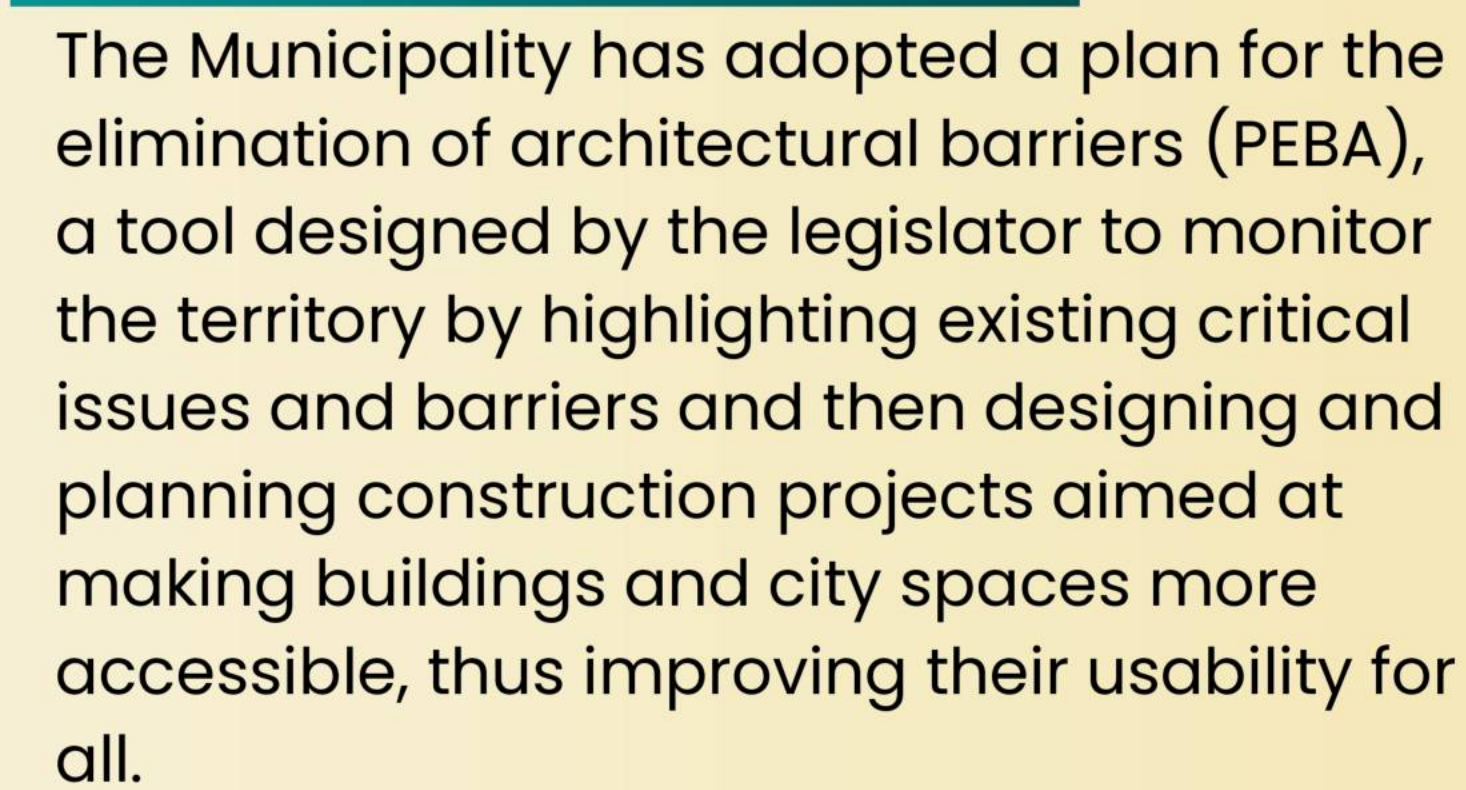 The Municipality has adopted a plan for the
elimination of architectural barriers (PEBA),
a tool designed by the legislator to monitor
the territory by highlighting existing critical
issues and barriers and then designing and
planning construction projects aimed at
making buildings and city spaces more
accessible, thus improving their usability for
all.